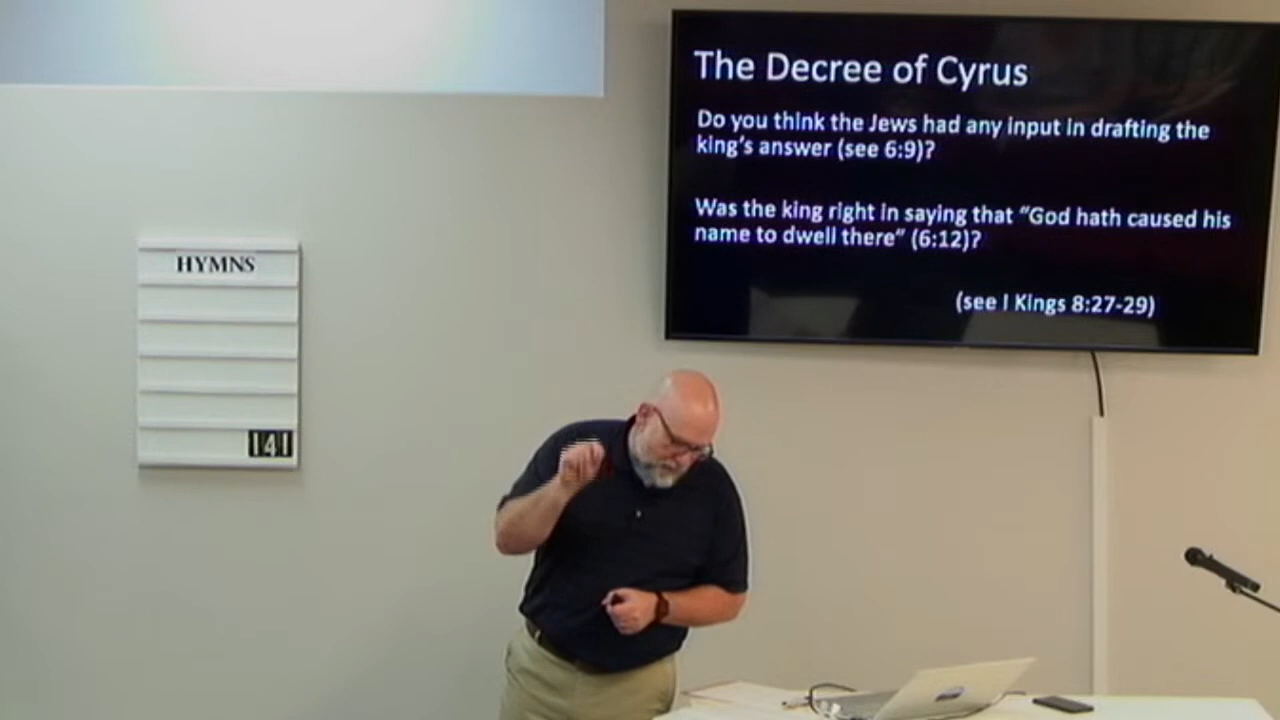 The Decree of Cyrus
Do you think the Jews had any input in drafting the
king's answer (see 6:9)?
Was the king right in saying that "God hath caused his
name to dwell there" (6:12)?
(see I Kings 8:27-29)
HYMNS
141